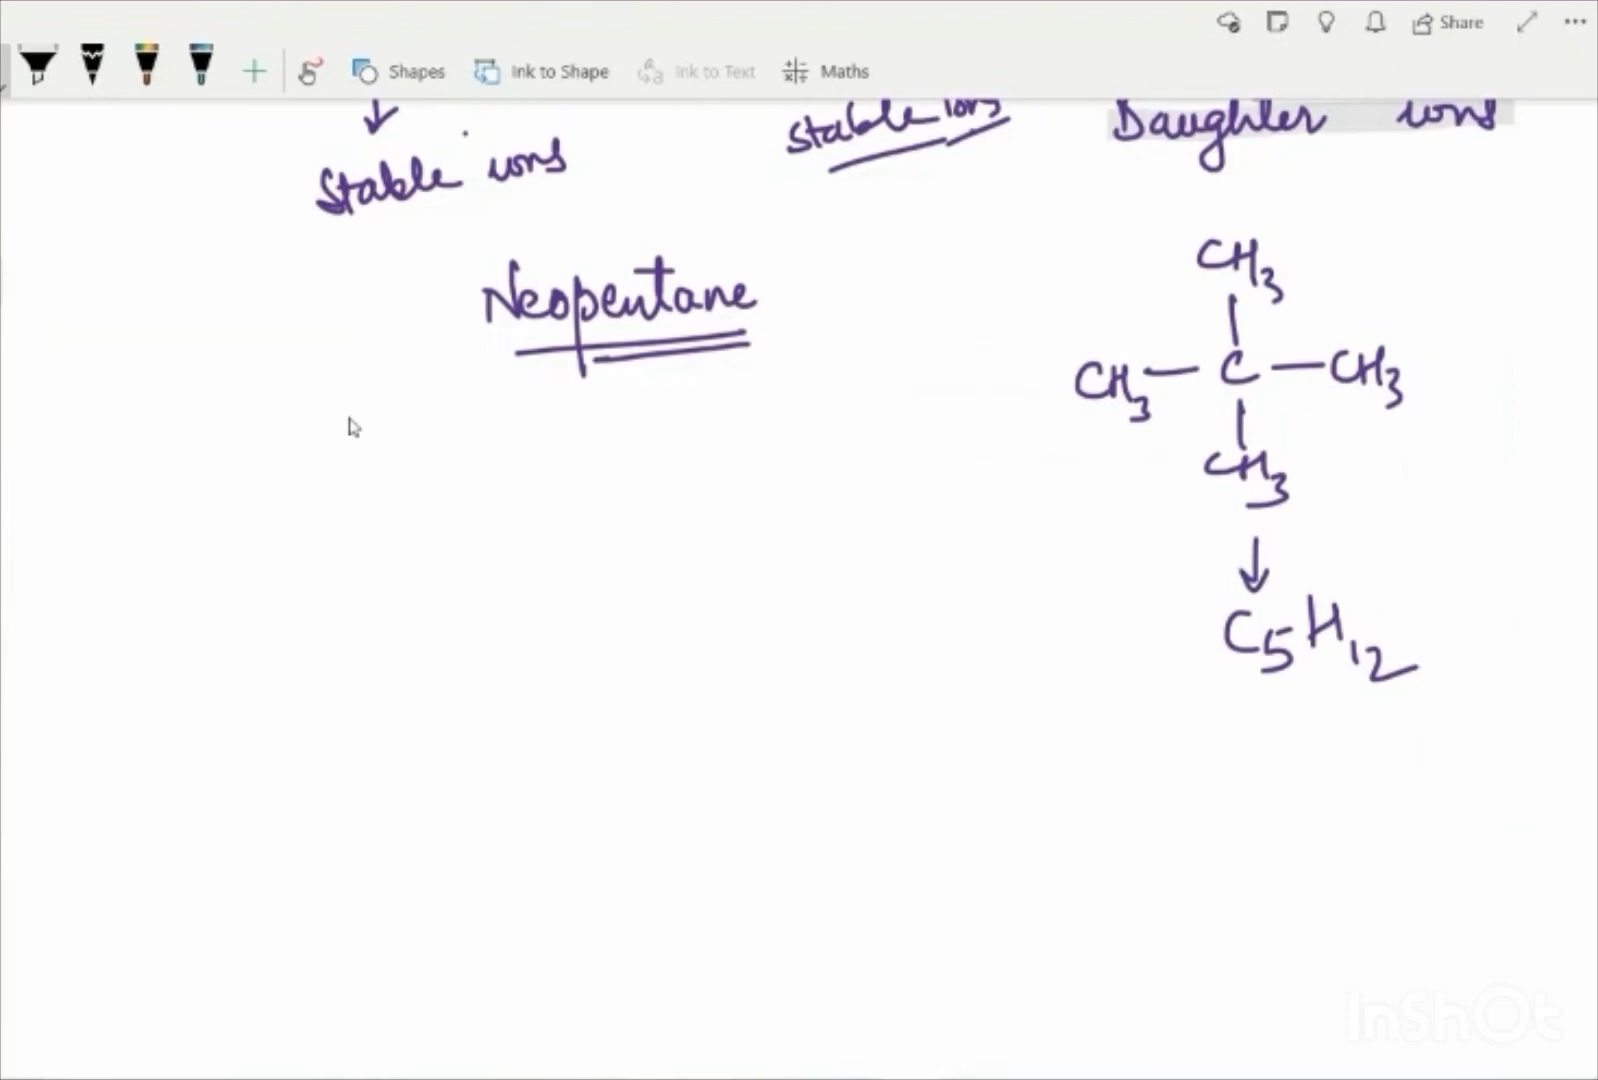 Share
Shapes
Ink to Shape
Ink to Text
Maths
Stable ions
Stable ions
Daughter ions
Neopentane
CH3
CH3 — C — CH3
CH3
↓
C5H12
InShOt